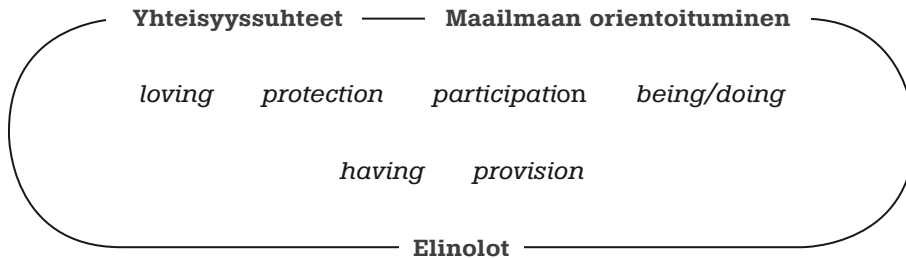 Yhteisyyssuhteet Maailmaan orientoituminen
loving protection participation being/doing
having provision
Elinolot